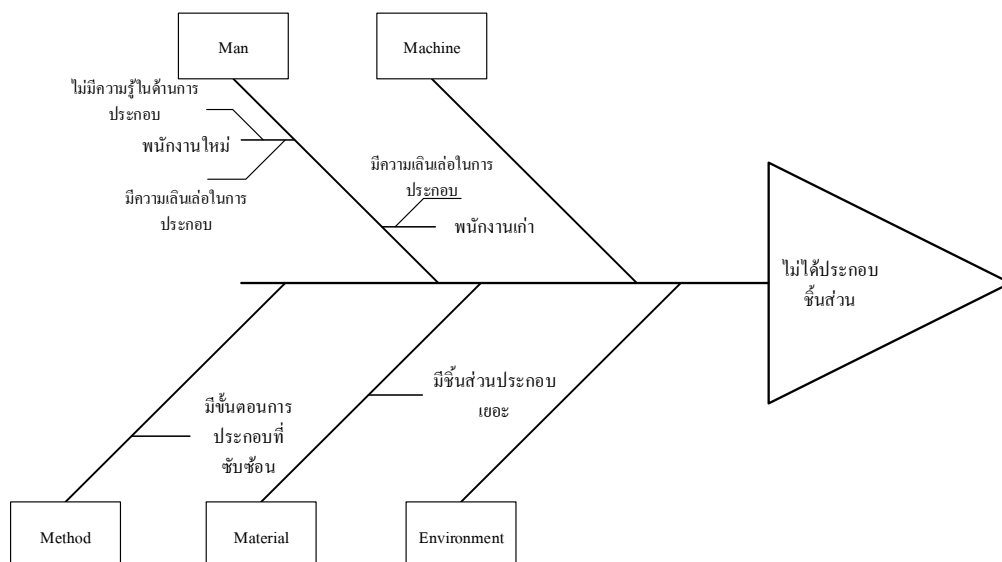 Man
Machine
ไม่มีความรู้ในด้านการ
ประกอบ
พนักงานใหม่
มีความเลินเล่อในการ
ประกอบ
มีความเลินเล่อในการ
ประกอบ
พนักงานเก่า
ไม่ได้ประกอบ
ชิ้นส่วน
มีชิ้นส่วนประกอบ
เยอะ
มีขั้นตอนการ
ประกอบที่
ซับซ้อน
Method
Material
Environment